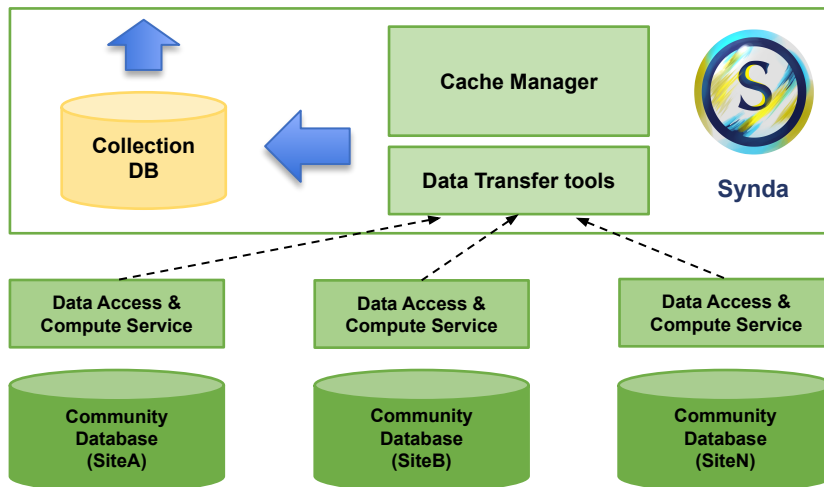 Cache Manager
Collection
DB
S
Data Transfer tools
Synda
Data Access &
Compute Service
Data Access &
Compute Service
Data Access &
Compute Service
Community
Database
(SiteA)
Community
Database
(SiteB)
Community
Database
(SiteN)